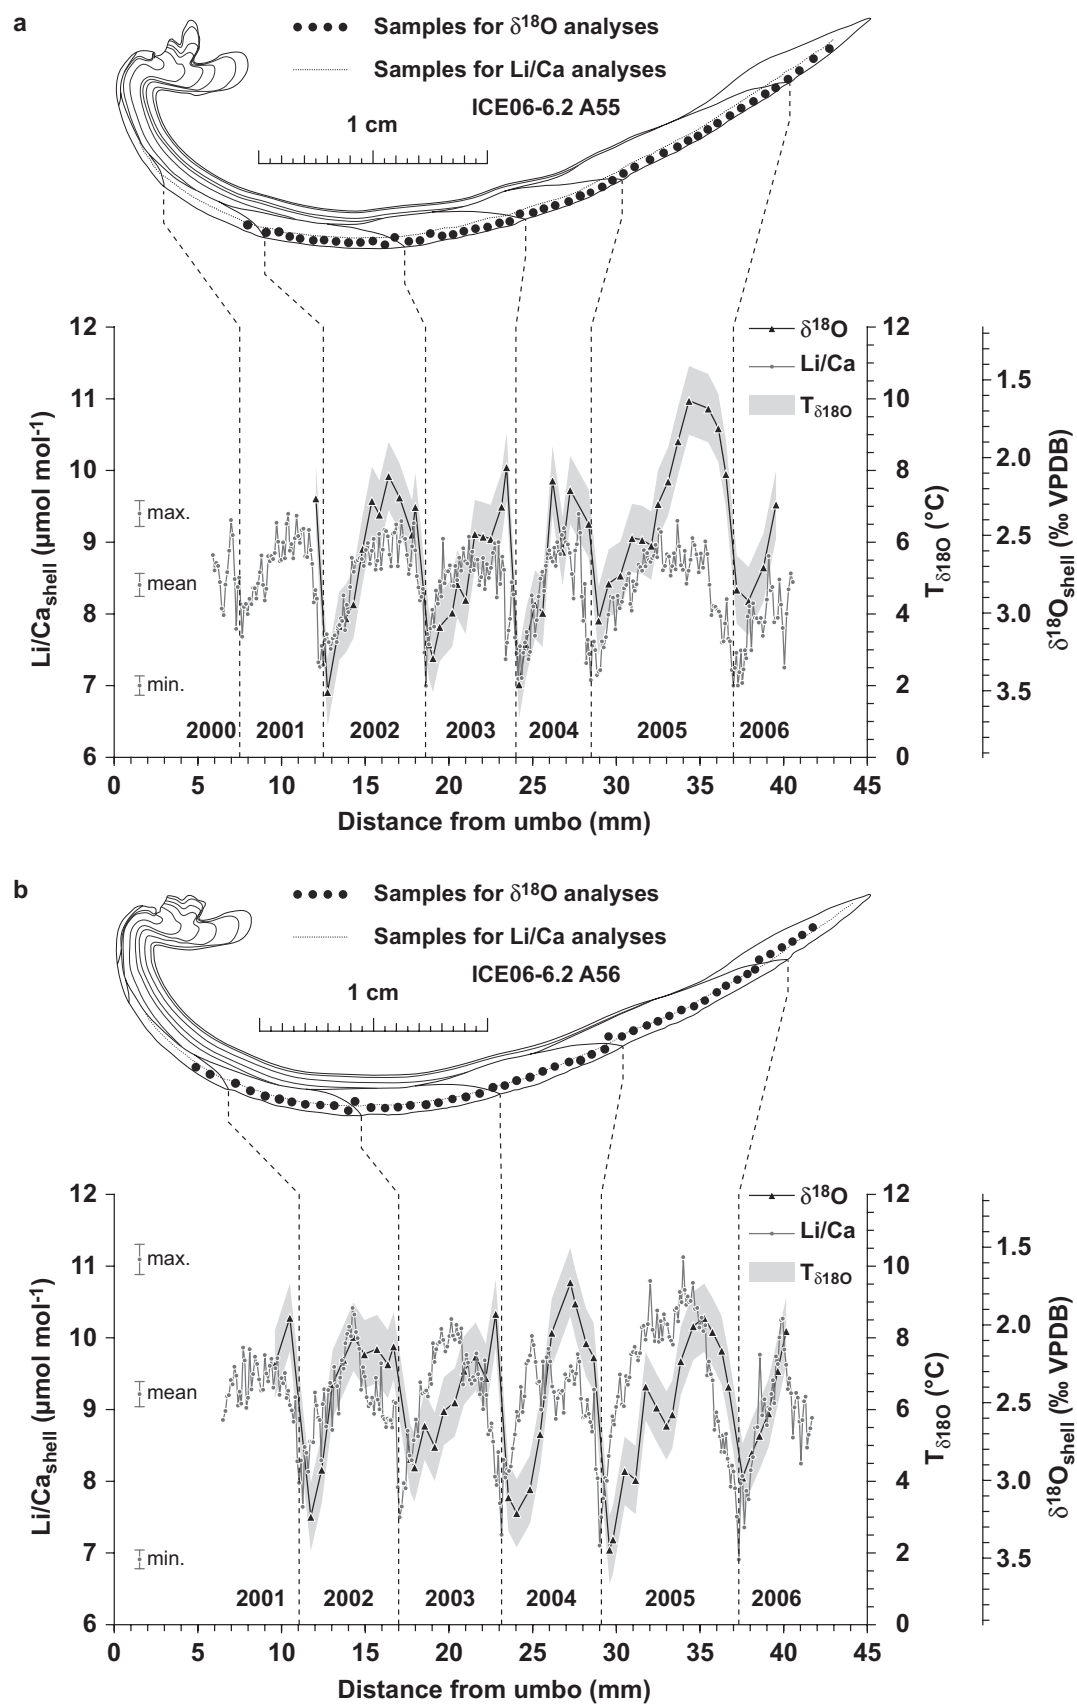 a
Samples for δ18O analyses
Samples for Li/Ca analyses
ICE06-6.2 A55
1 cm
δ18O
Li/Ca
Tδ18O
12
11
10
9
8
7
6
Li/Cashell (µmol mol-1)
max.
mean
min.
2000 2001 2002 2003 2004 2005 2006
0 5 10 15 20 25 30 35 40 45
Distance from umbo (mm)
12
10
8
6
4
2
0
Tδ18O (°C)
1.5
2.0
2.5
3.0
3.5
δ18Oshell (‰ VPDB)
b
Samples for δ18O analyses
Samples for Li/Ca analyses
ICE06-6.2 A56
1 cm
δ18O
Li/Ca
Tδ18O
12
11
10
9
8
7
6
Li/Cashell (µmol mol-1)
max.
mean
min.
2001 2002 2003 2004 2005 2006
0 5 10 15 20 25 30 35 40 45
Distance from umbo (mm)
12
10
8
6
4
2
0
Tδ18O (°C)
1.5
2.0
2.5
3.0
3.5
δ18Oshell (‰ VPDB)